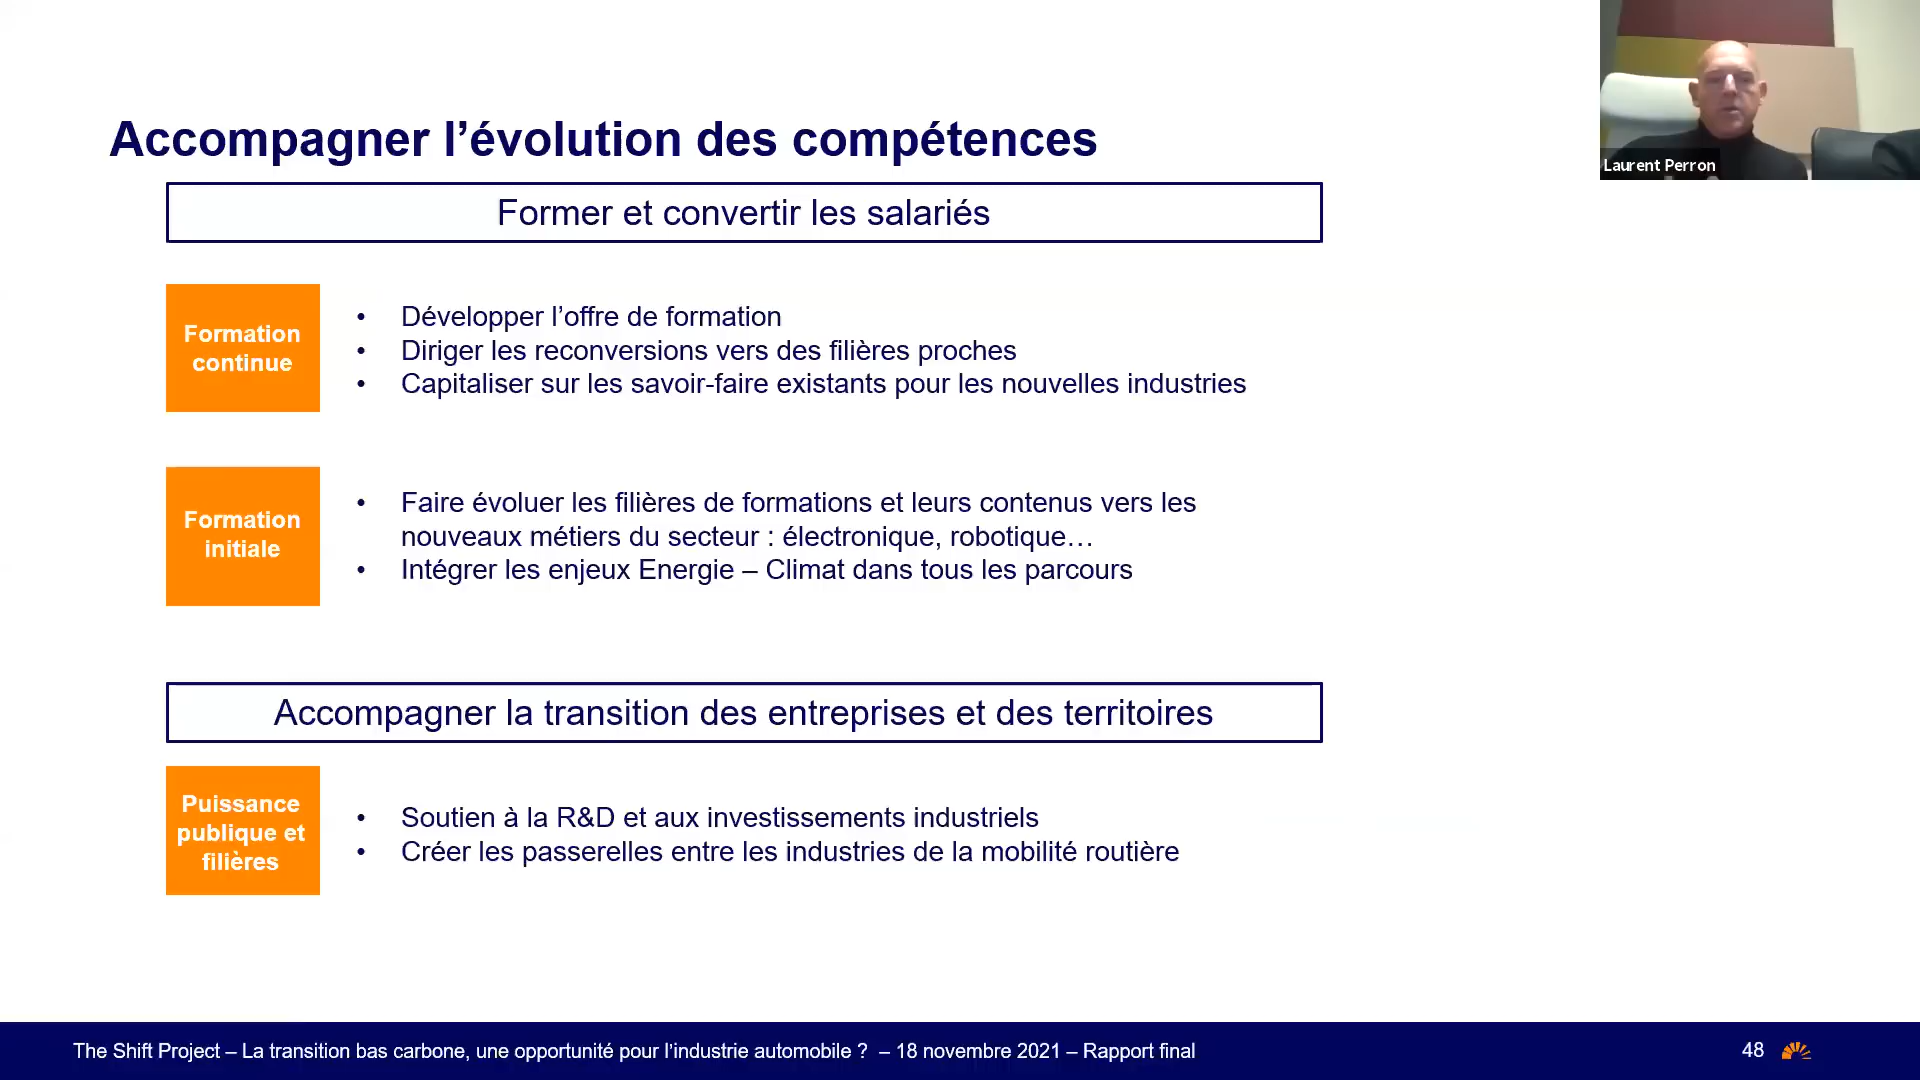 Accompagner l’évolution des compétences
Laurent Perron
Former et convertir les salariés
Formation
continue
• Développer l’offre de formation
• Diriger les reconversions vers des filières proches
• Capitaliser sur les savoir-faire existants pour les nouvelles industries
Formation
initiale
• Faire évoluer les filières de formations et leurs contenus vers les
nouveaux métiers du secteur : électronique, robotique…
• Intégrer les enjeux Energie – Climat dans tous les parcours
Accompagner la transition des entreprises et des territoires
Puissance
publique et
filières
• Soutien à la R&D et aux investissements industriels
• Créer les passerelles entre les industries de la mobilité routière
The Shift Project – La transition bas carbone, une opportunité pour l’industrie automobile ? – 18 novembre 2021 – Rapport final
48